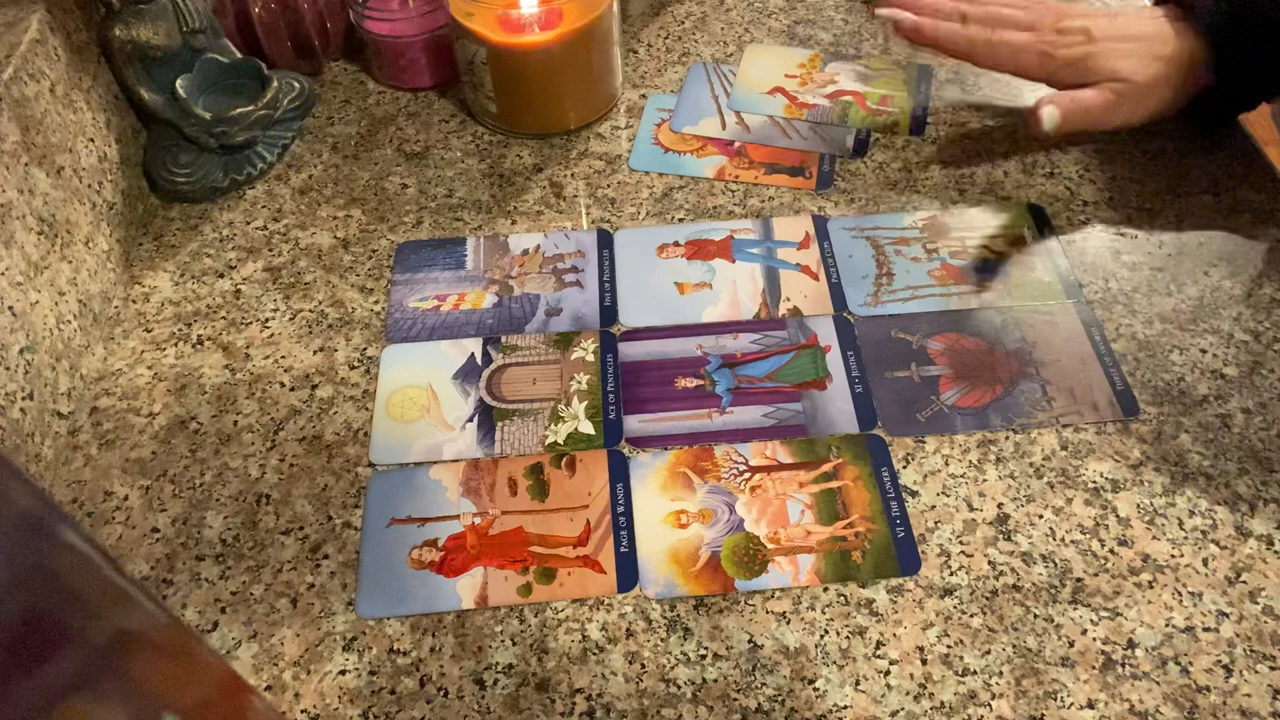 FIVE OF PENTACLES
PAGE OF CUPS
ACE OF PENTACLES
XI • JUSTICE
THREE OF SWORDS
PAGE OF WANDS
VI • THE LOVERS